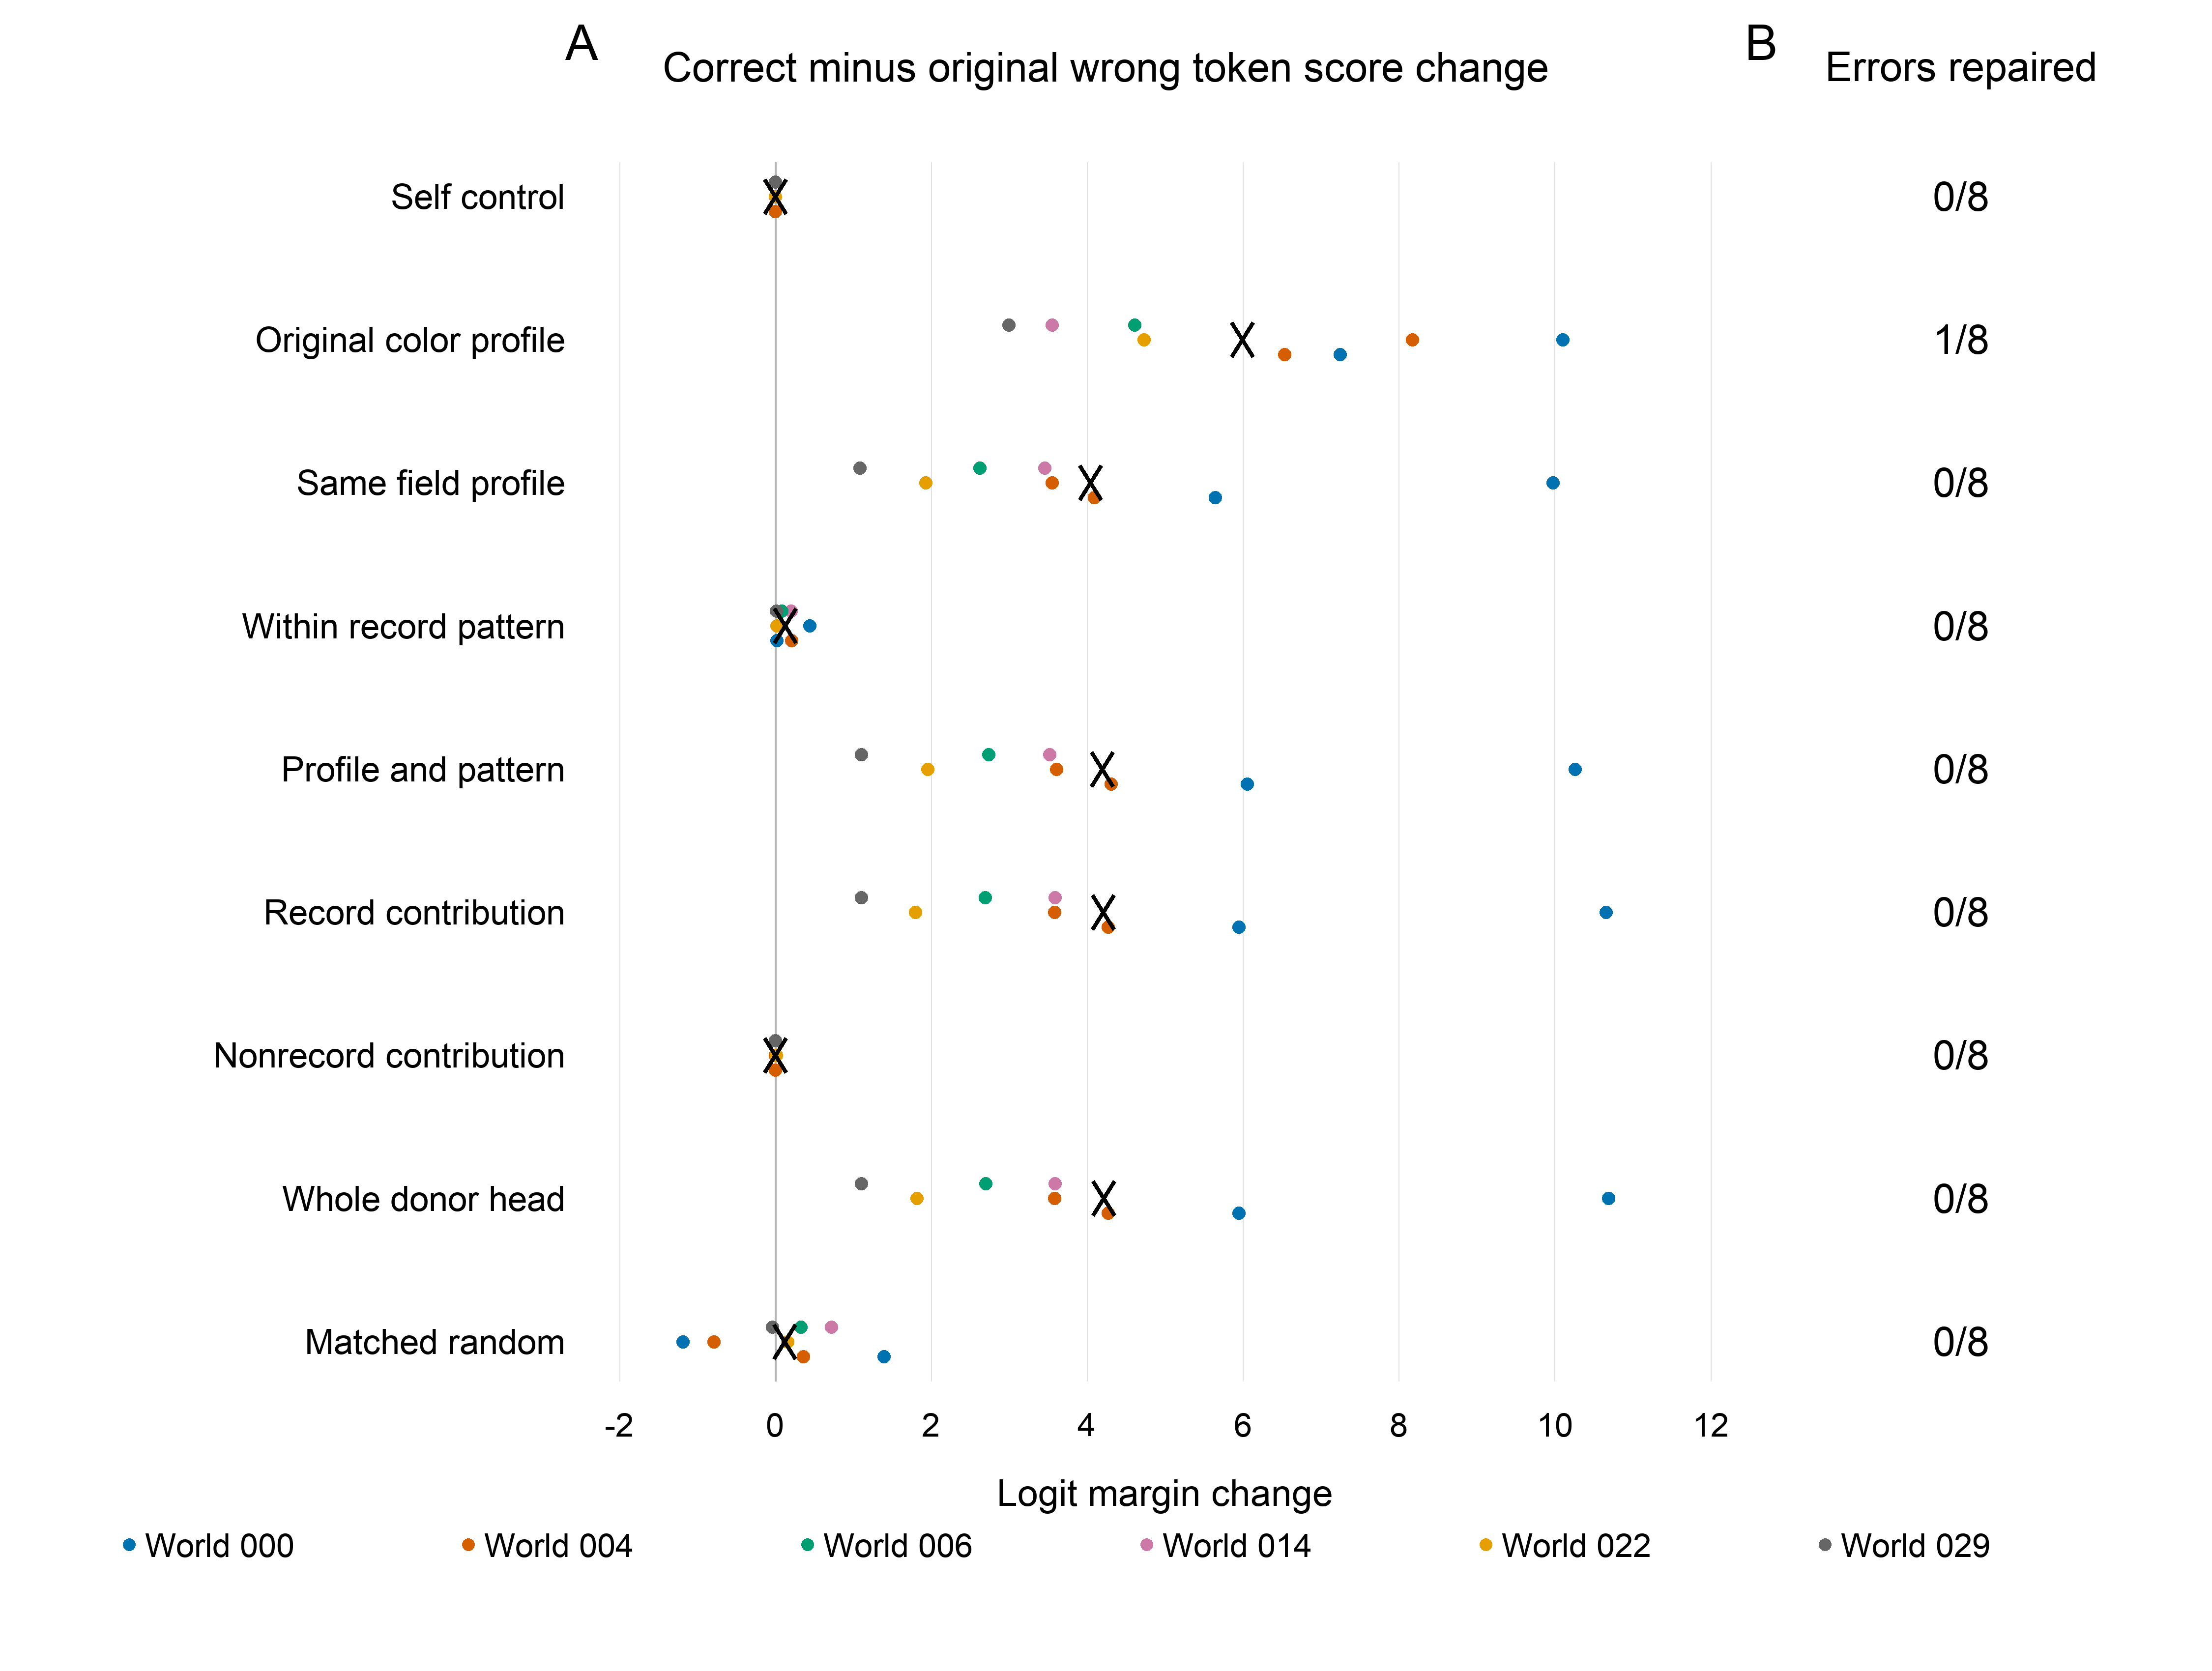 A
Correct minus original wrong token score change
B
Errors repaired
Self control 0/8
Original color profile 1/8
Same field profile 0/8
Within record pattern 0/8
Profile and pattern 0/8
Record contribution 0/8
Nonrecord contribution 0/8
Whole donor head 0/8
Matched random 0/8
-2 0 2 4 6 8 10 12
Logit margin change
World 000 World 004 World 006 World 014 World 022 World 029